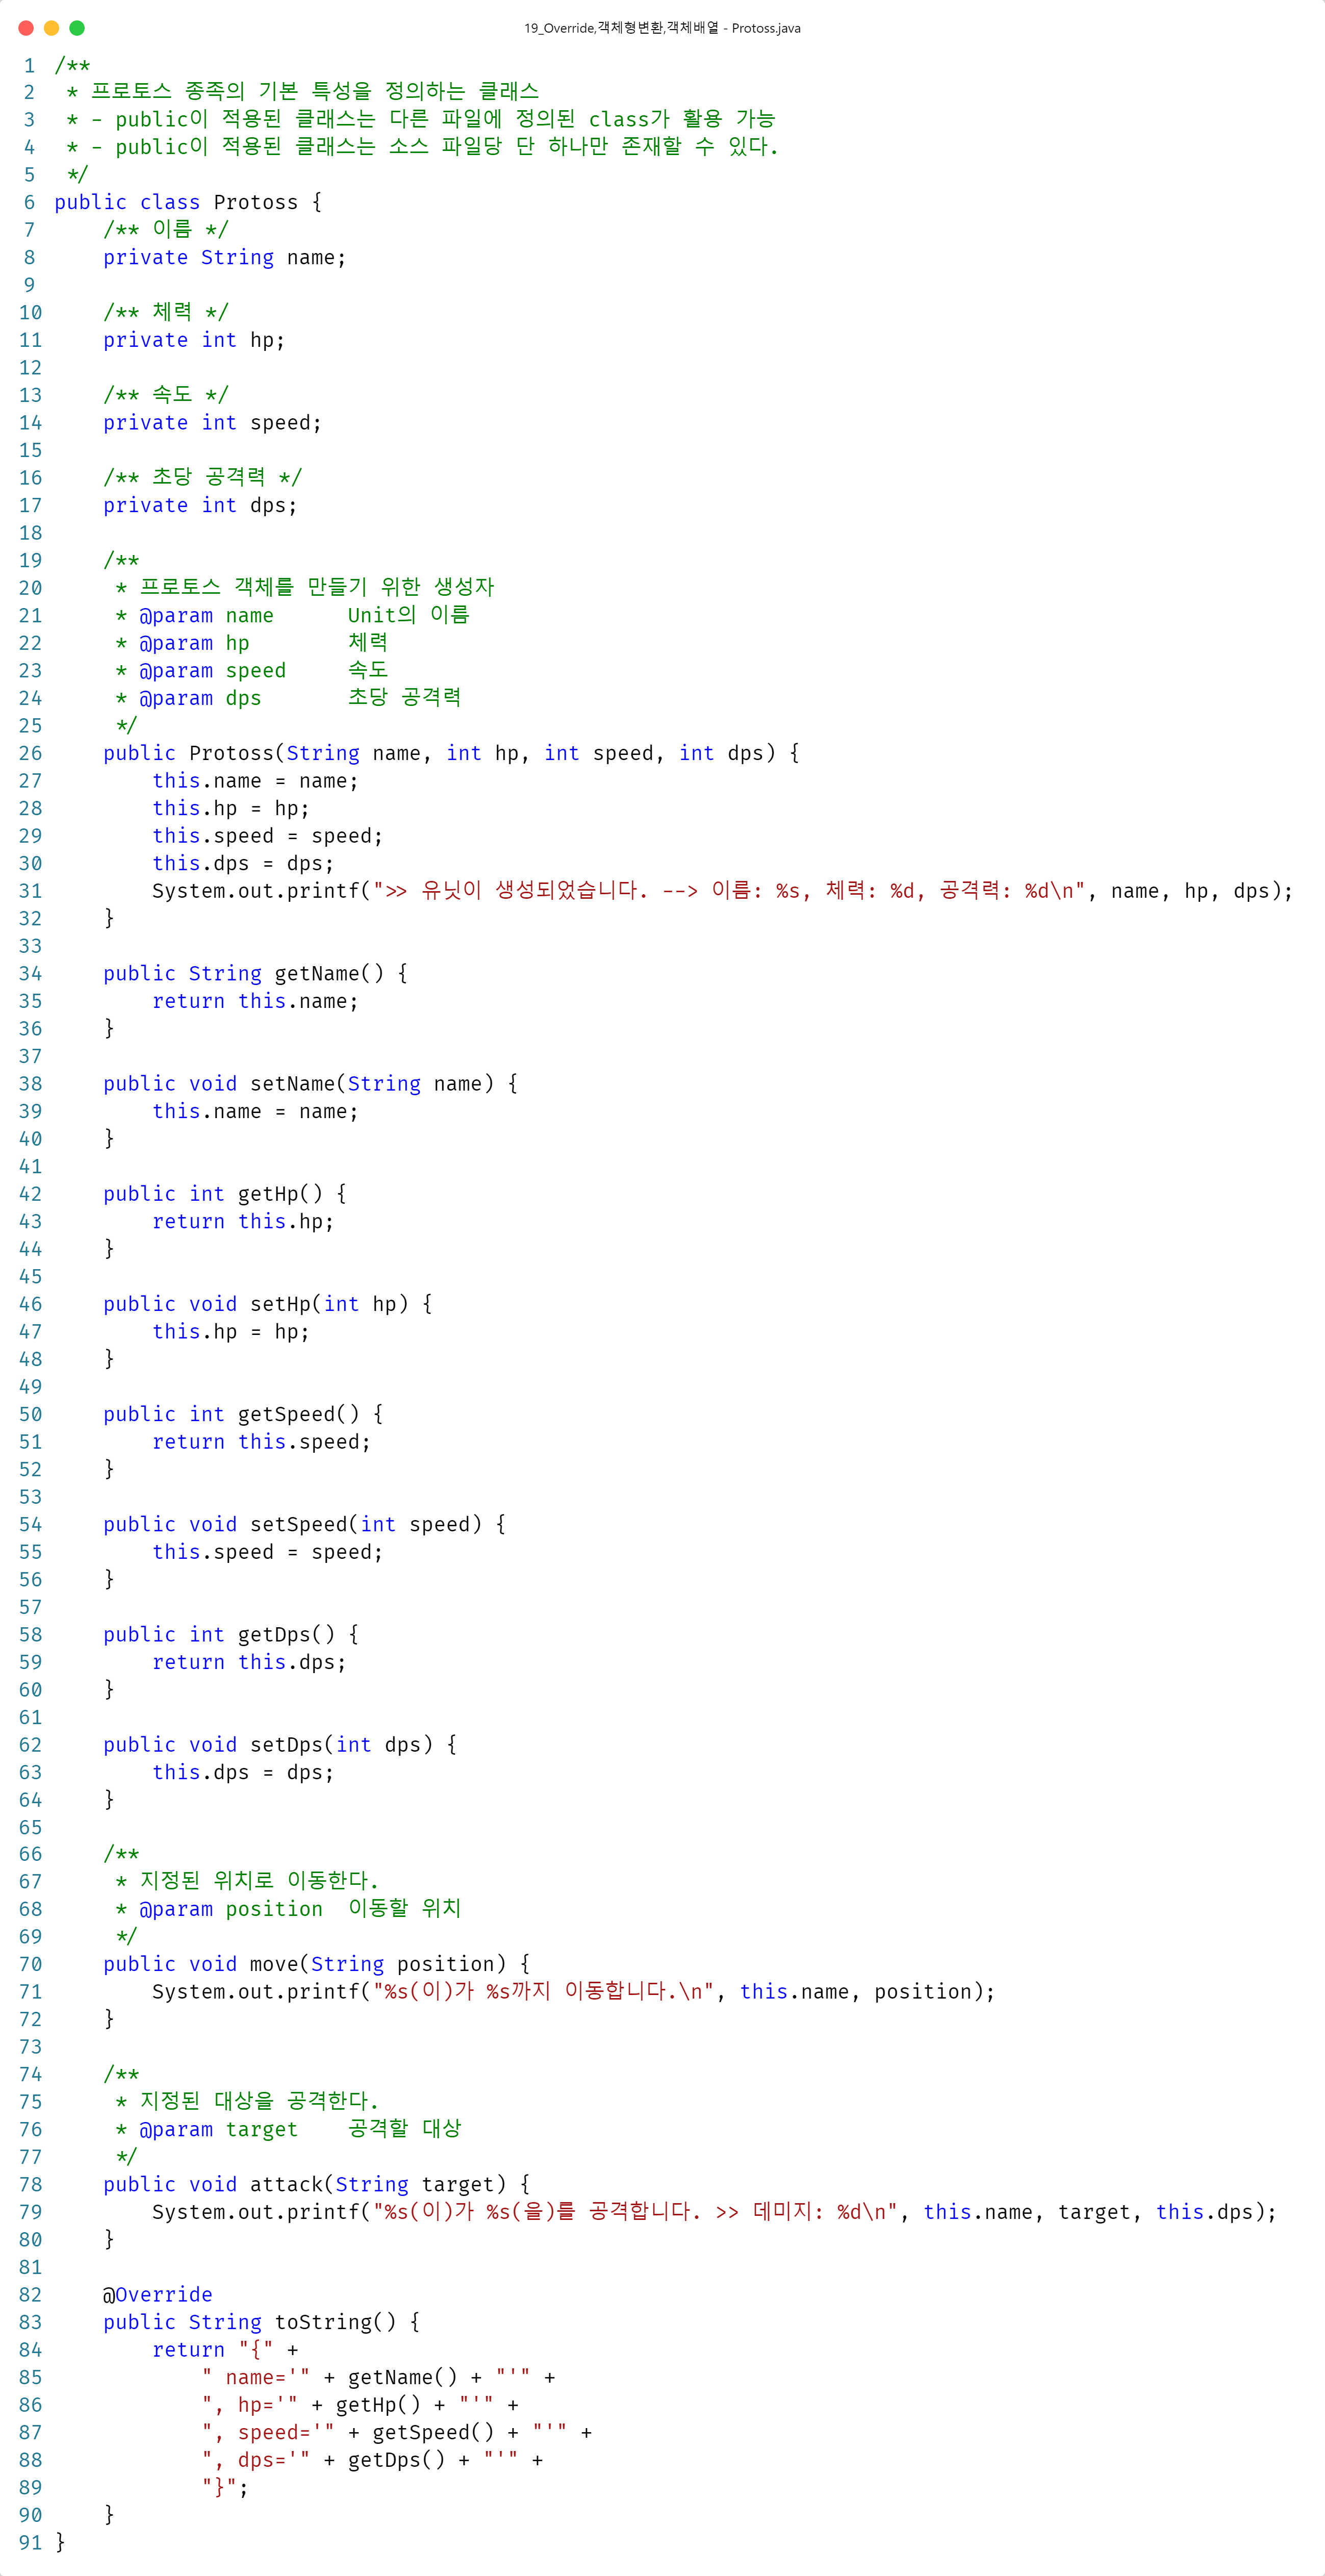 19_Override,객체형변환,객체배열 - Protoss.java
1 /**
2  * 프로토스 종족의 기본 특성을 정의하는 클래스
3  * - public이 적용된 클래스는 다른 파일에 정의된 class가 활용 가능
4  * - public이 적용된 클래스는 소스 파일당 단 하나만 존재할 수 있다.
5  */
6 public class Protoss {
7     /** 이름 */
8     private String name;
9
10     /** 체력 */
11     private int hp;
12
13     /** 속도 */
14     private int speed;
15
16     /** 초당 공격력 */
17     private int dps;
18
19     /**
20      * 프로토스 객체를 만들기 위한 생성자
21      * @param name      Unit의 이름
22      * @param hp        체력
23      * @param speed     속도
24      * @param dps       초당 공격력
25      */
26     public Protoss(String name, int hp, int speed, int dps) {
27         this.name = name;
28         this.hp = hp;
29         this.speed = speed;
30         this.dps = dps;
31         System.out.printf(">> 유닛이 생성되었습니다. --> 이름: %s, 체력: %d, 공격력: %d\n", name, hp, dps);
32     }
33
34     public String getName() {
35         return this.name;
36     }
37
38     public void setName(String name) {
39         this.name = name;
40     }
41
42     public int getHp() {
43         return this.hp;
44     }
45
46     public void setHp(int hp) {
47         this.hp = hp;
48     }
49
50     public int getSpeed() {
51         return this.speed;
52     }
53
54     public void setSpeed(int speed) {
55         this.speed = speed;
56     }
57
58     public int getDps() {
59         return this.dps;
60     }
61
62     public void setDps(int dps) {
63         this.dps = dps;
64     }
65
66     /**
67      * 지정된 위치로 이동한다.
68      * @param position  이동할 위치
69      */
70     public void move(String position) {
71         System.out.printf("%s(이)가 %s까지 이동합니다.\n", this.name, position);
72     }
73
74     /**
75      * 지정된 대상을 공격한다.
76      * @param target    공격할 대상
77      */
78     public void attack(String target) {
79         System.out.printf("%s(이)가 %s(을)를 공격합니다. >> 데미지: %d\n", this.name, target, this.dps);
80     }
81
82     @Override
83     public String toString() {
84         return "{" +
85             " name='" + getName() + "'" +
86             ", hp='" + getHp() + "'" +
87             ", speed='" + getSpeed() + "'" +
88             ", dps='" + getDps() + "'" +
89             "}";
90     }
91 }